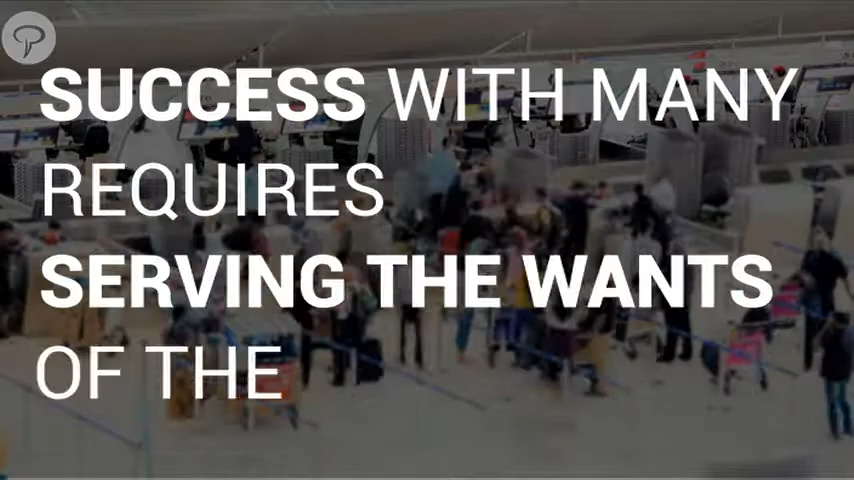 SUCCESS WITH MANY
REQUIRES
SERVING THE WANTS
OF THE